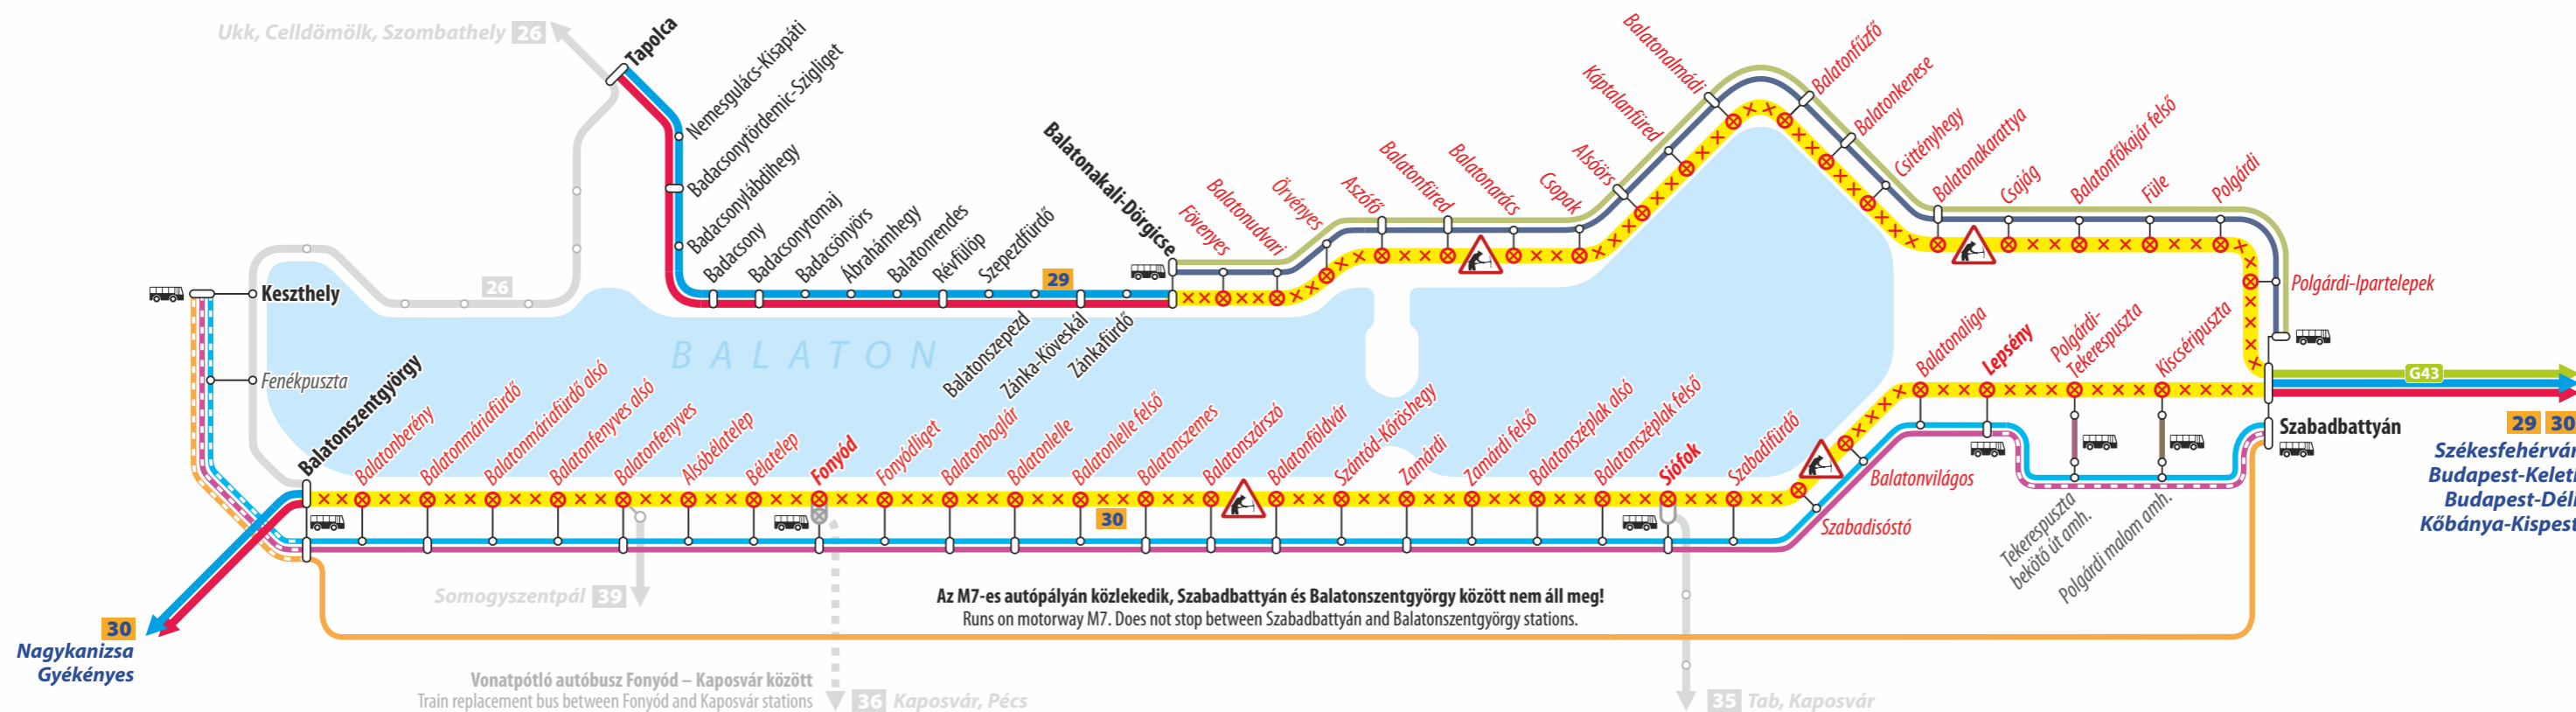 Ukk, Celldömölk, Szombathely 26
Tapolca
Nemesgulács-Kisapáti
Badacsonytördemic-Szigliget
Badacsonylábdihegy
Badacsony
Badacsonytomaj
Badacsonyörs
Ábrahámhegy
Balatonrendes
Révfülöp
Szepezdfürdő
29
Balatonszepezd
Zánka-Köveskál
Zánkafürdő
Balatonakali-Dörgicse
Fövenyes
Balatonudvari
Örvényes
Aszófő
Balatonfüred
Balatonarács
Csopak
Alsóörs
Káptalanfüred
Balatonalmádi
Balatonfűzfő
Balatonkenese
Csittényhegy
Balatonakarattya
Csajág
Balatonfőkajár felső
Füle
Polgárdi
Polgárdi-Ipartelepek
26
Keszthely
Fenékpuszta
BALATON
Balatonszentgyörgy
Balatonberény
Balatonmáriafürdő
Balatonmáriafürdő alsó
Balatonfenyves alsó
Balatonfenyves
Alsóbélatelep
Bélatelep
Fonyód
Fonyódliget
Balatonboglár
Balatonlelle
Balatonlelle felső
Balatonszemes
Balatonszárszó
Balatonföldvár
Szántód-Kőröshegy
Zamárdi
Zamárdi felső
Balatonszéplak alsó
Balatonszéplak felső
Siófok
Szabadifürdő
Szabadisóstó
Balatonvilágos
Balatonaliga
Lepsény
Polgárdi-
Tekerespuszta
Kiscséripuszta
G43
Szabadbattyán
29 30
Székesfehérvár
Budapest-Keleti
Budapest-Déli
Kőbánya-Kispest
Tekerespuszta
bekötő út amh.
Polgárdi malom amh.
30
30
Nagykanizsa
Gyékényes
Somogyszentpál 39
Az M7-es autópályán közlekedik, Szabadbattyán és Balatonszentgyörgy között nem áll meg!
Runs on motorway M7. Does not stop between Szabadbattyán and Balatonszentgyörgy stations.
Vonatpótló autóbusz Fonyód – Kaposvár között
Train replacement bus between Fonyód and Kaposvár stations
36 Kaposvár, Pécs
35 Tab, Kaposvár